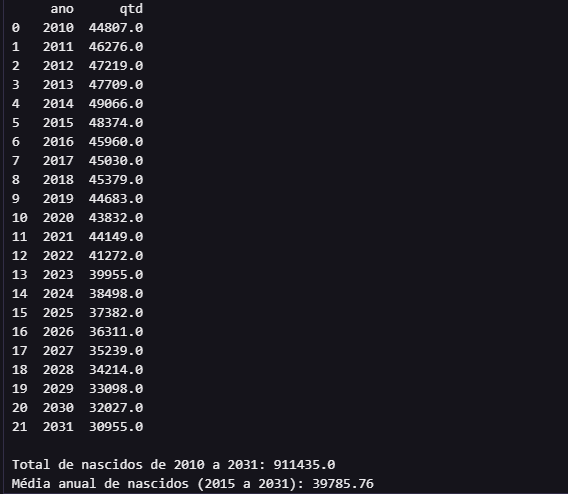 ano qtd
0 2010 44807.0
1 2011 46276.0
2 2012 47219.0
3 2013 47709.0
4 2014 49066.0
5 2015 48374.0
6 2016 45960.0
7 2017 45030.0
8 2018 45379.0
9 2019 44683.0
10 2020 43832.0
11 2021 44149.0
12 2022 41272.0
13 2023 39955.0
14 2024 38498.0
15 2025 37382.0
16 2026 36311.0
17 2027 35239.0
18 2028 34214.0
19 2029 33098.0
20 2030 32027.0
21 2031 30955.0
Total de nascidos de 2010 a 2031: 911435.0
Média anual de nascidos (2015 a 2031): 39785.76